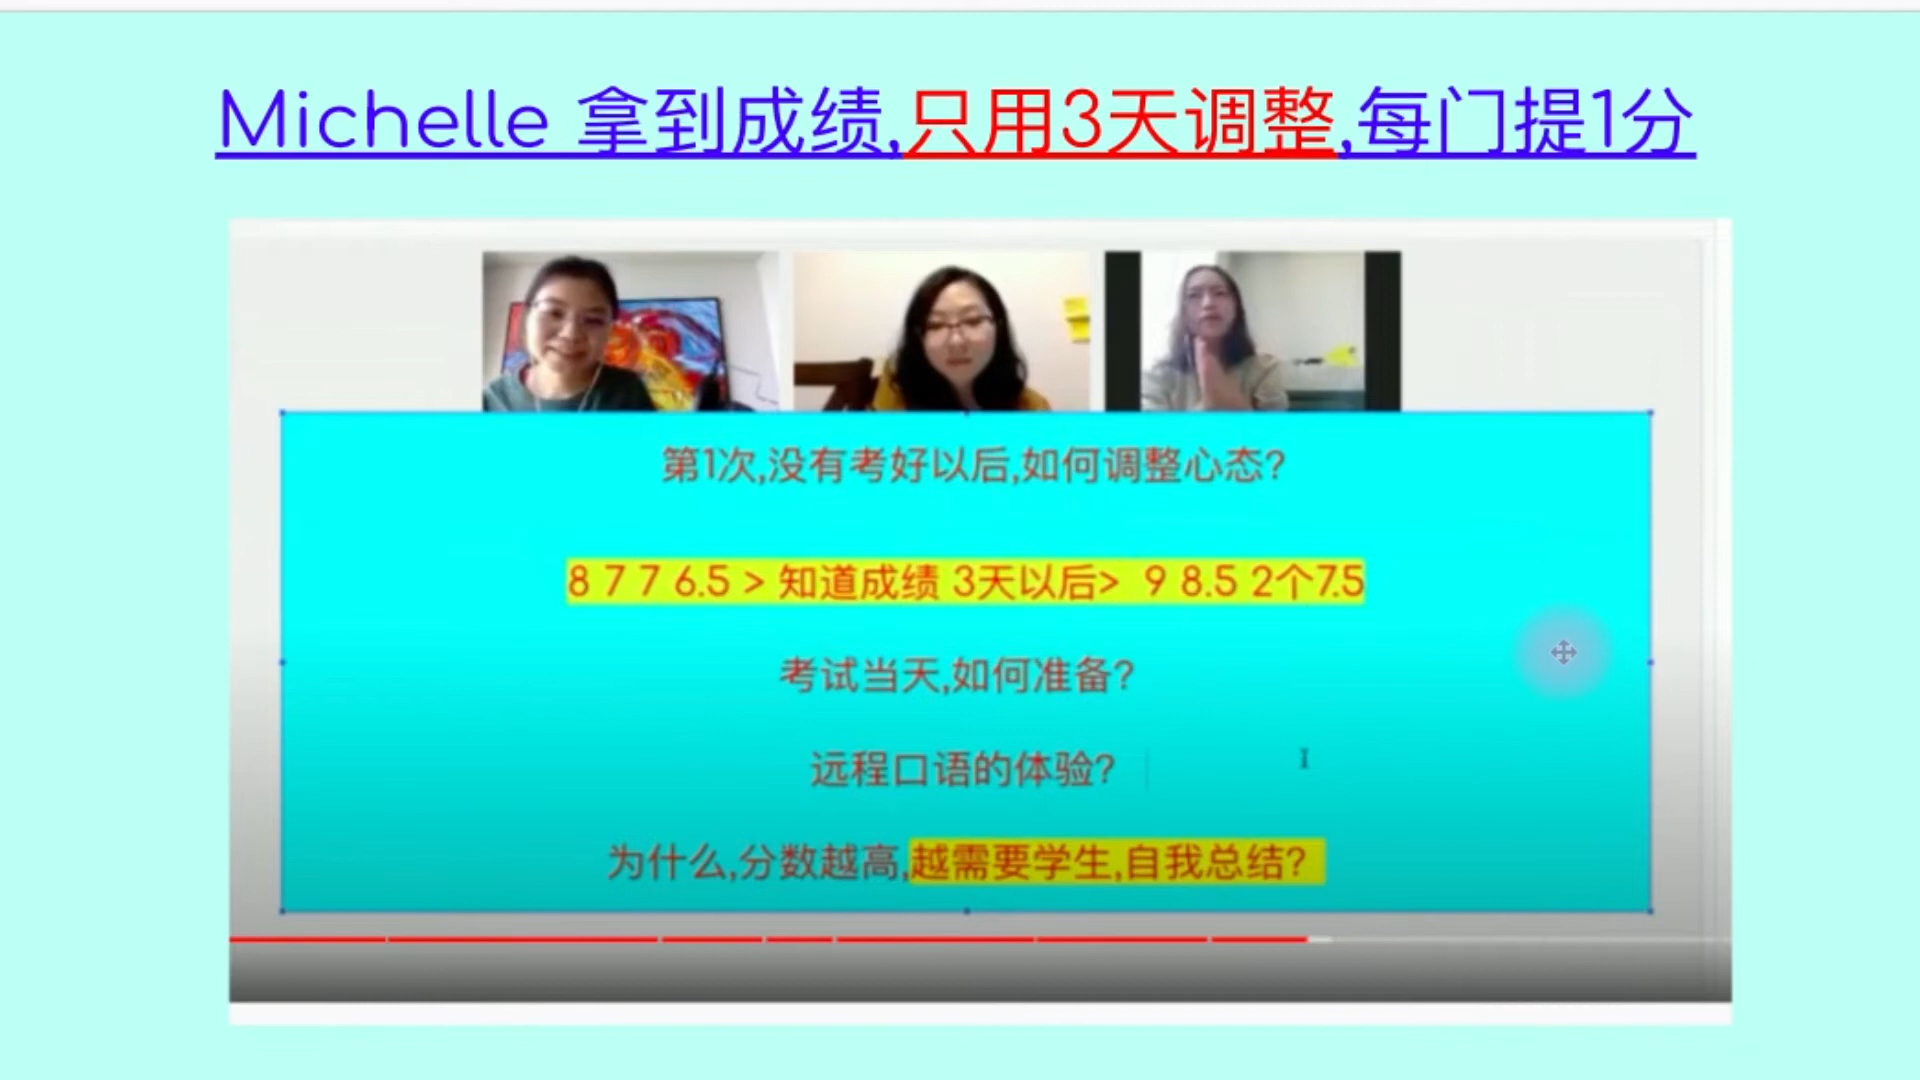 Michelle 拿到成绩,只用3天调整,每门提1分
第1次,没有考好以后,如何调整心态?
8 7 7 6.5 > 知道成绩 3天以后> 9 8.5 2个7.5
考试当天,如何准备?
远程口语的体验?
为什么,分数越高,越需要学生,自我总结?